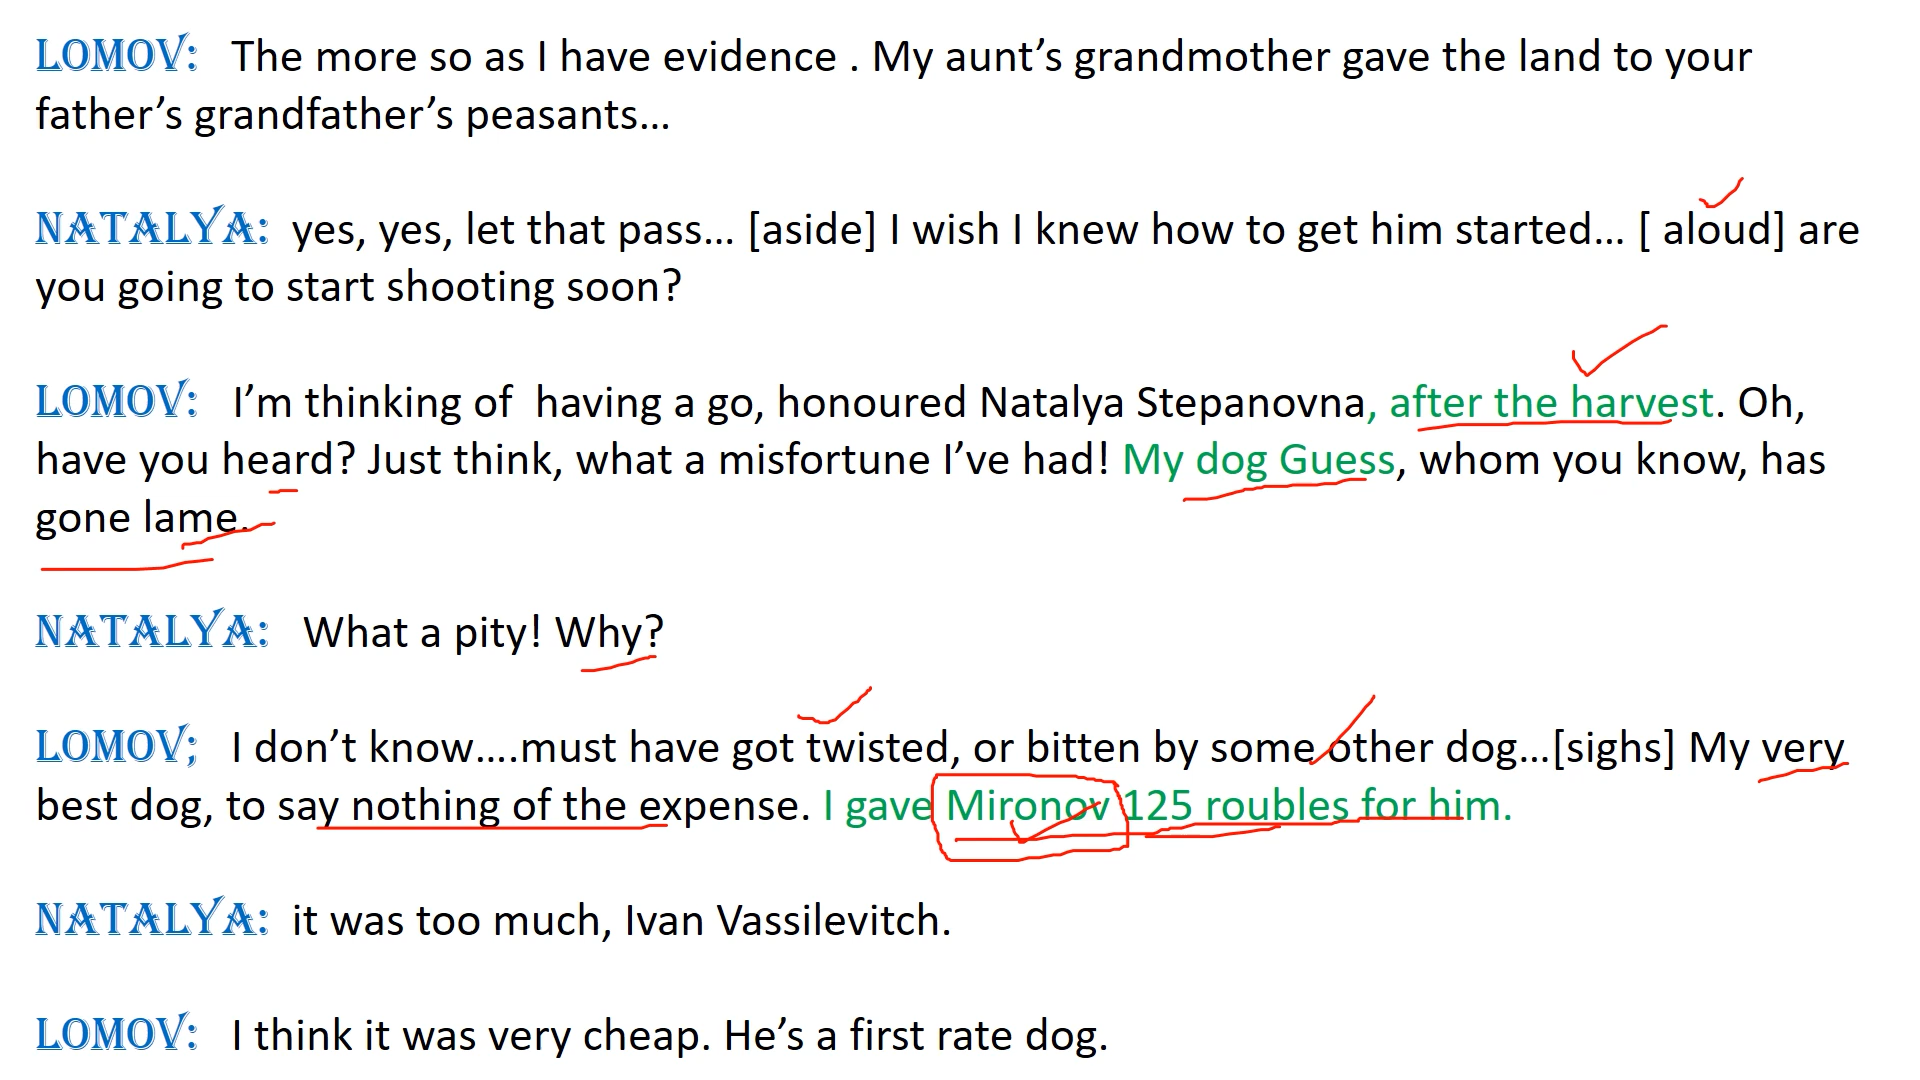 LOMOV: The more so as I have evidence . My aunt’s grandmother gave the land to your
father’s grandfather’s peasants…
NATALYA: yes, yes, let that pass… [aside] I wish I knew how to get him started… [ aloud] are
you going to start shooting soon?
LOMOV: I’m thinking of having a go, honoured Natalya Stepanovna, after the harvest. Oh,
have you heard? Just think, what a misfortune I’ve had! My dog Guess, whom you know, has
gone lame.
NATALYA: What a pity! Why?
LOMOV; I don’t know….must have got twisted, or bitten by some other dog…[sighs] My very
best dog, to say nothing of the expense. I gave Mironov 125 roubles for him.
NATALYA: it was too much, Ivan Vassilevitch.
LOMOV: I think it was very cheap. He’s a first rate dog.